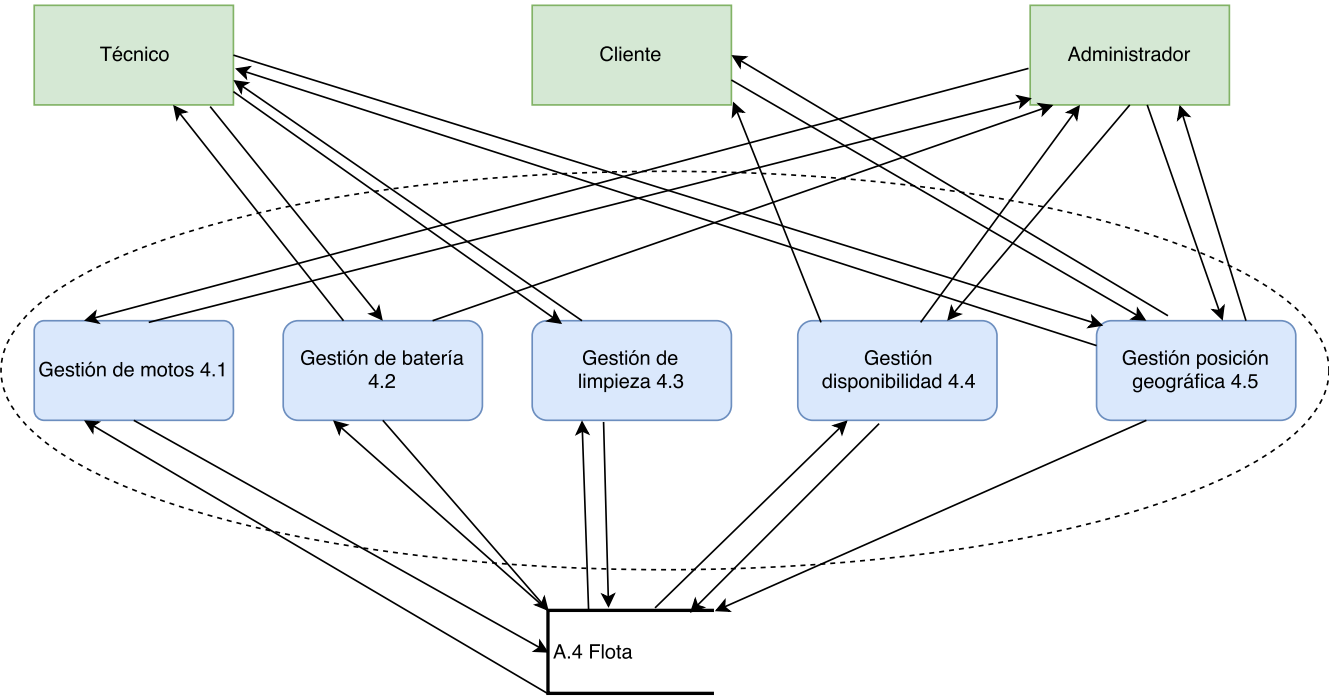 Técnico
Cliente
Administrador
Gestión de motos 4.1
Gestión de batería
4.2
Gestión de
limpieza 4.3
Gestión
disponibilidad 4.4
Gestión posición
geográfica 4.5
A.4 Flota